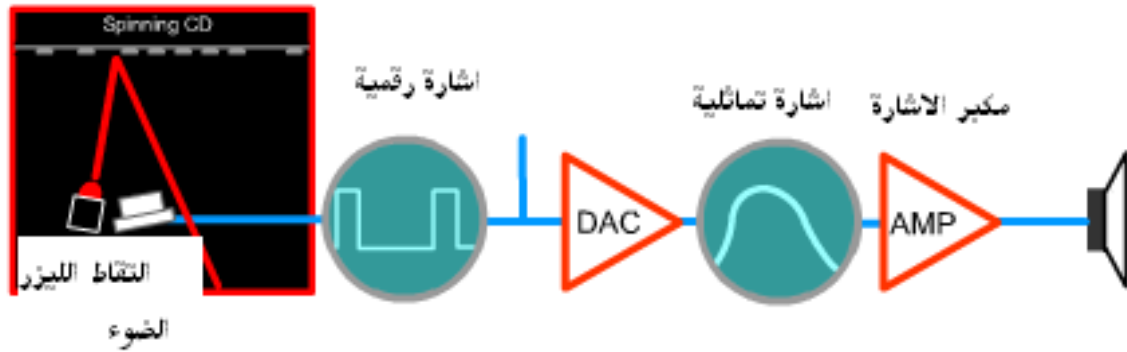 Spinning CD
اشارة رقمية
اشارة تماثلية
مكبر الاشارة
DAC
AMP
التقاط الليزر
الضوء